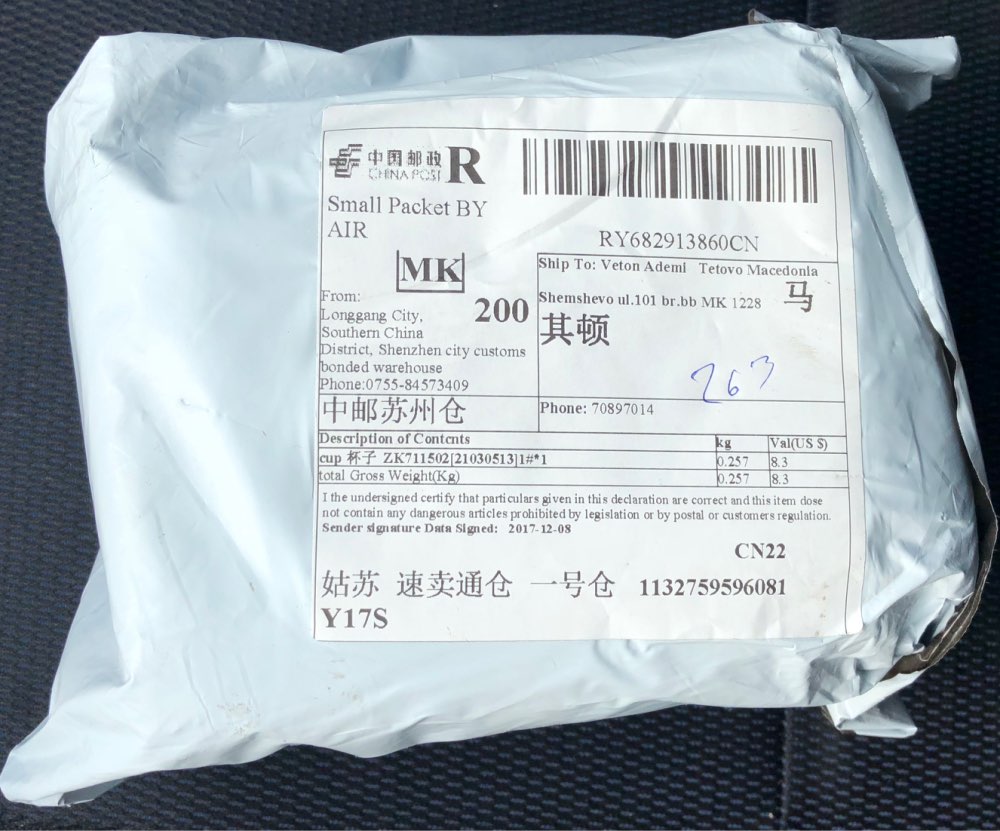 中国邮政
CHINA POST
R
Small Packet BY
AIR
RY682913860CN
MK
200
From:
Longgang City,
Southern China
District, Shenzhen city customs
bonded warehouse
Phone:0755-84573409
Ship To: Veton Ademi Tetovo Macedonia
Shemshevo ul.101 br.bb MK 1228 马
其顿
263
中邮苏州仓
Phone: 70897014
Description of Contents kg Val(US $)
cup 杯子 ZK711502[21030513]1#*1 0.257 8.3
total Gross Weight(Kg) 0.257 8.3
I the undersigned certify that particulars given in this declaration are correct and this item dose
not contain any dangerous articles prohibited by legislation or by postal or customers regulation.
Sender signature Data Signed: 2017-12-08
CN22
姑苏 速卖通仓 一号仓 1132759596081
Y17S